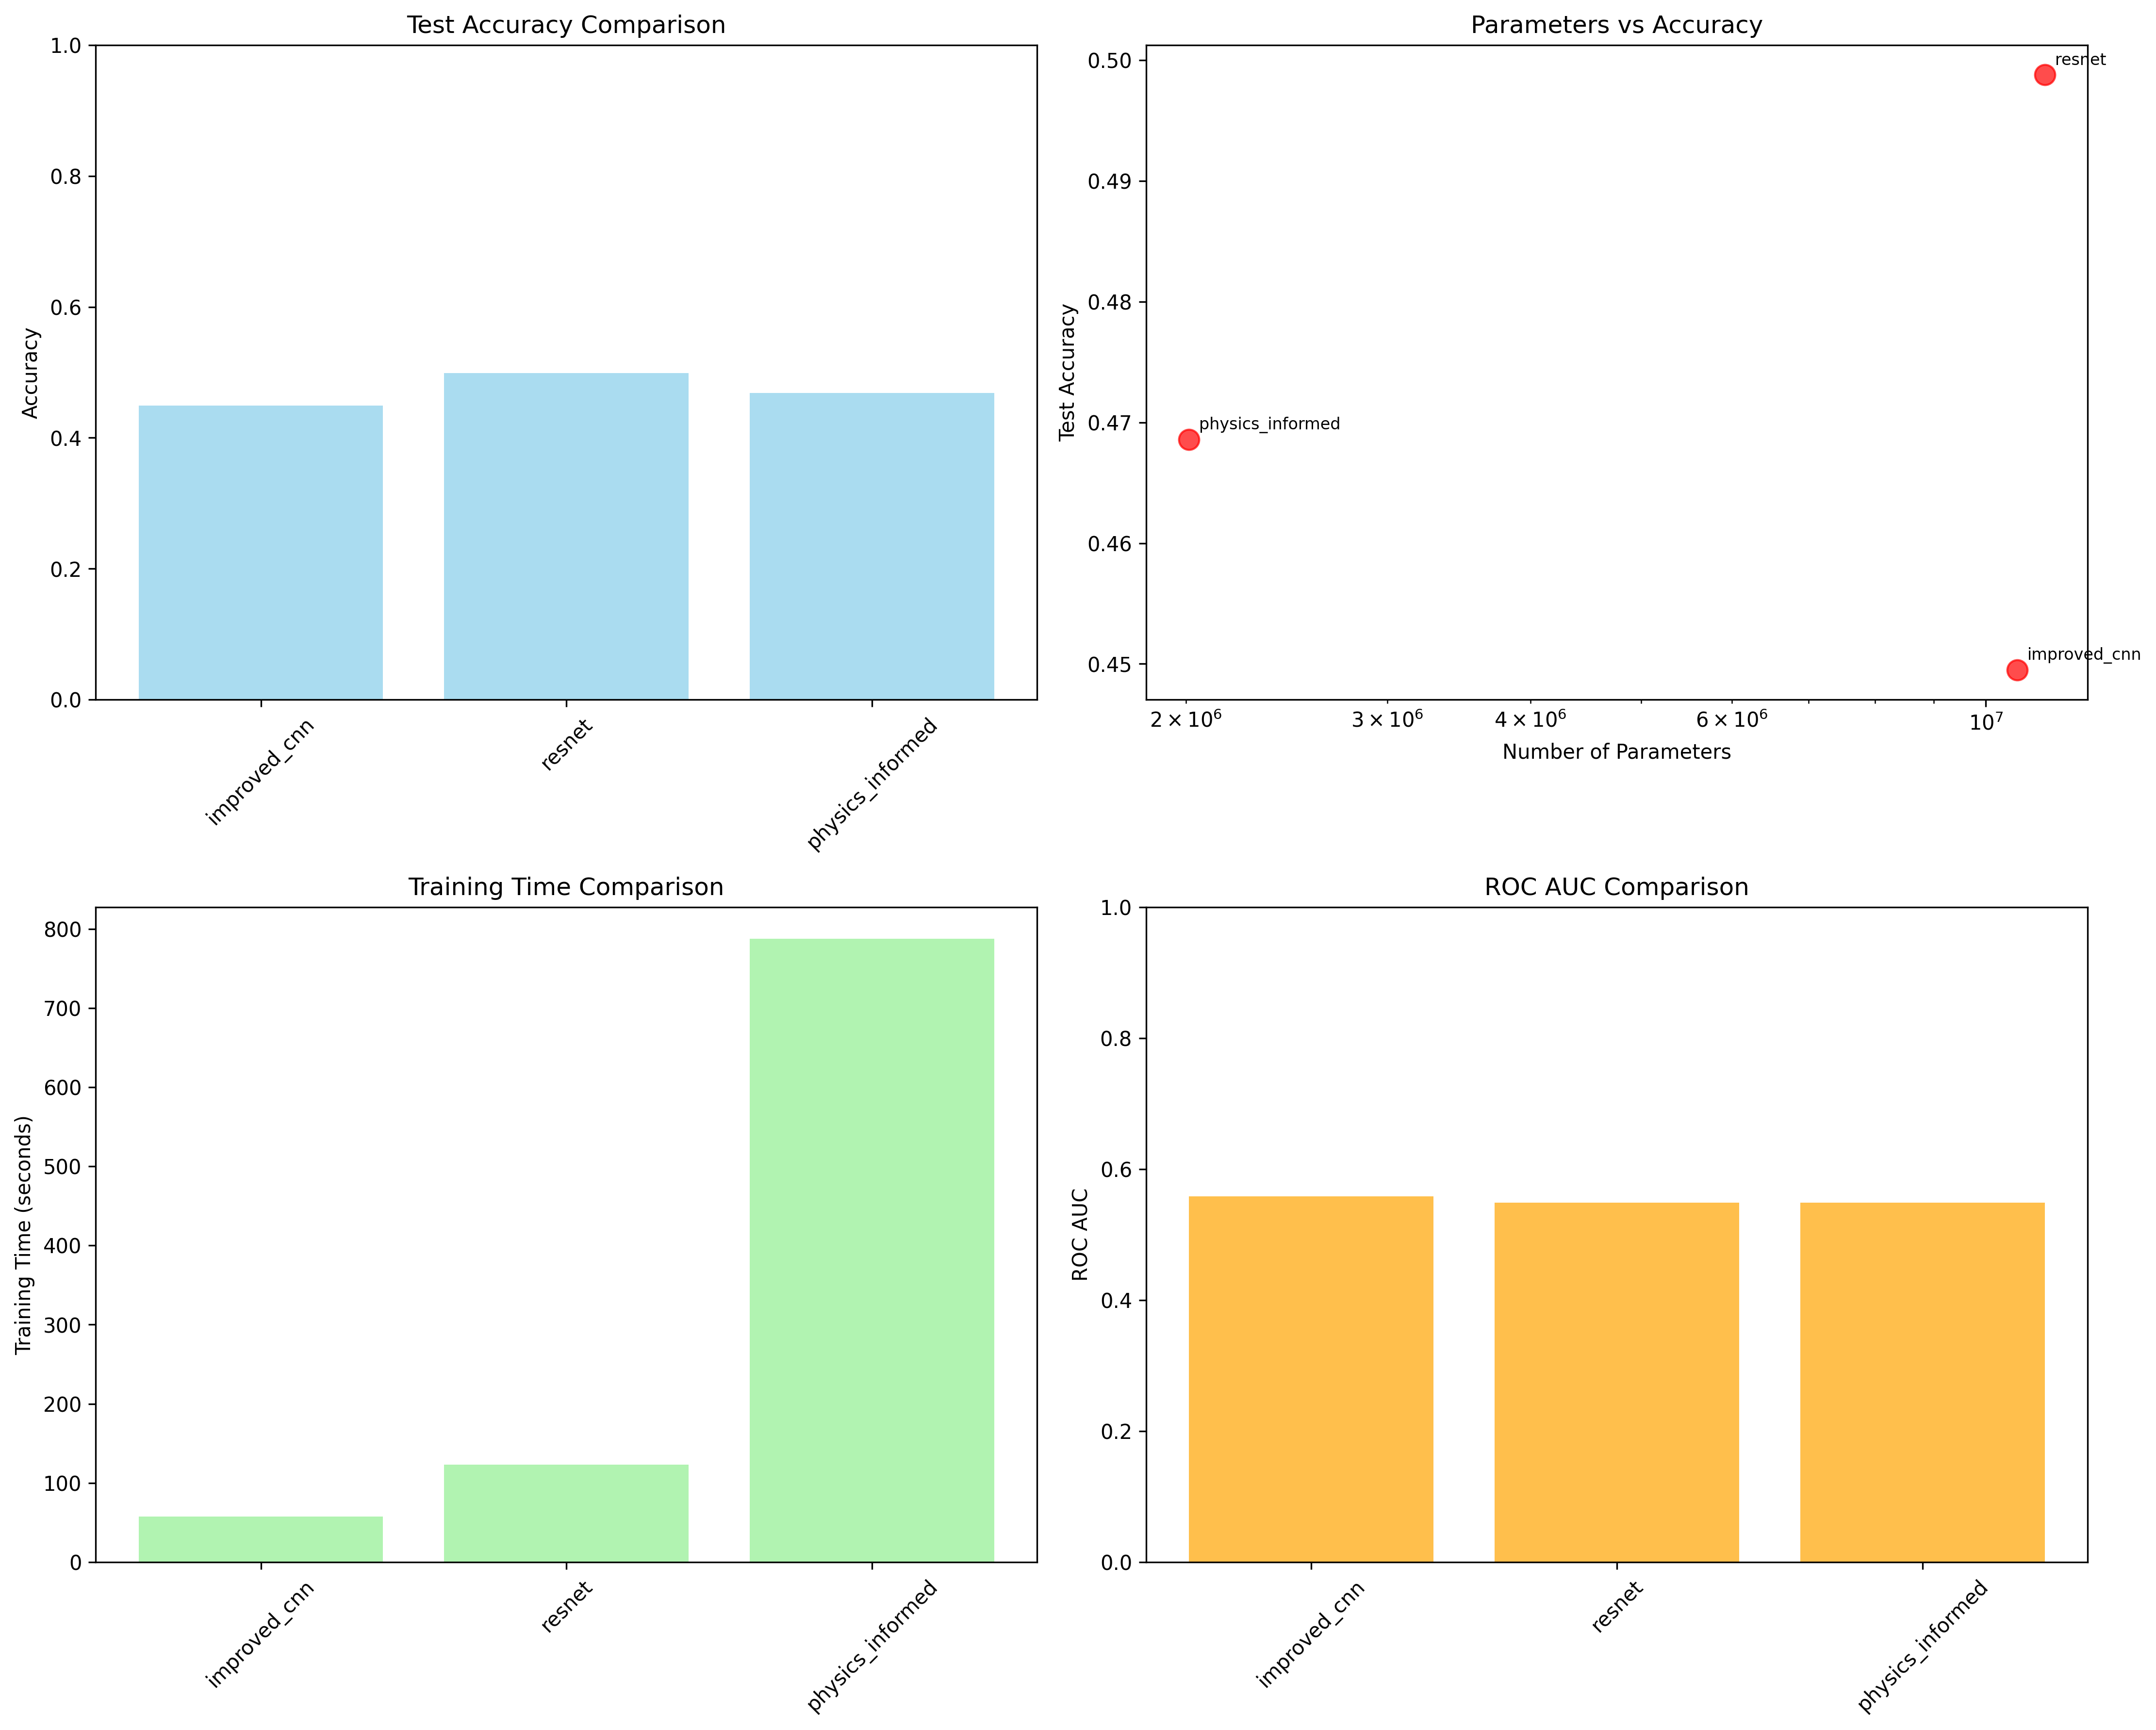 Test Accuracy Comparison
Accuracy
1.0
0.8
0.6
0.4
0.2
0.0
improved_cnn
resnet
physics_informed
Parameters vs Accuracy
Test Accuracy
0.50
0.49
0.48
0.47
0.46
0.45
resnet
physics_informed
improved_cnn
2 × 10⁶
3 × 10⁶
4 × 10⁶
6 × 10⁶
10⁷
Number of Parameters
Training Time Comparison
Training Time (seconds)
800
700
600
500
400
300
200
100
0
improved_cnn
resnet
physics_informed
ROC AUC Comparison
ROC AUC
1.0
0.8
0.6
0.4
0.2
0.0
improved_cnn
resnet
physics_informed